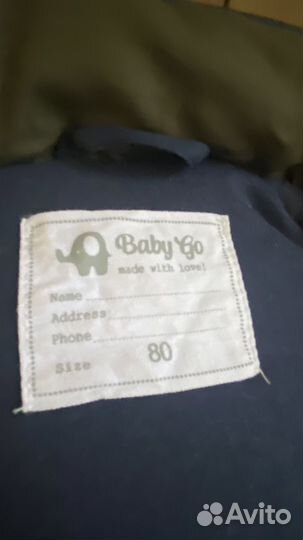 Baby Go
made with love!
Name
Address
Phone
Size 80
Avito